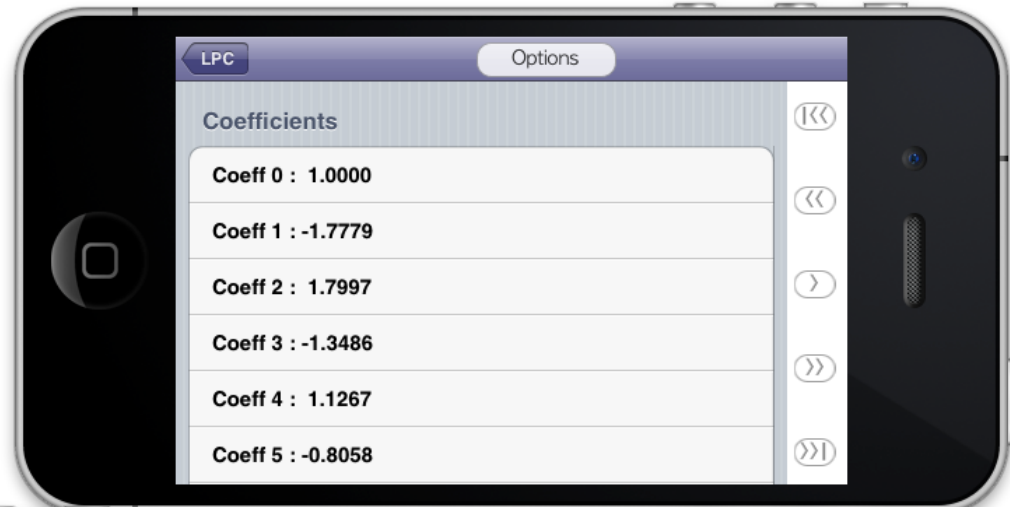 LPC
Options
Coefficients
Coeff 0 :  1.0000
Coeff 1 : -1.7779
Coeff 2 :  1.7997
Coeff 3 : -1.3486
Coeff 4 :  1.1267
Coeff 5 : -0.8058